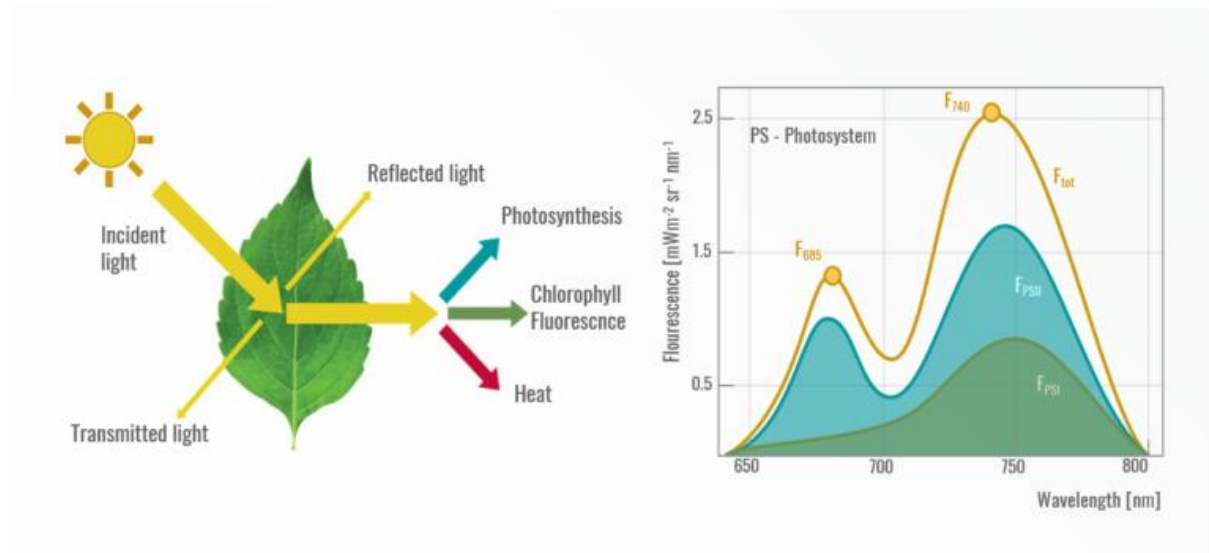 Incident
light
Reflected light
Transmitted light
Photosynthesis
Chlorophyll
Fluorescnce
Heat
PS - Photosystem
F740
F685
Ftot
FPSII
FPSI
2.5
1.5
0.5
Flourescence [mWm⁻² sr⁻¹ nm⁻¹]
650 700 750 800
Wavelength [nm]